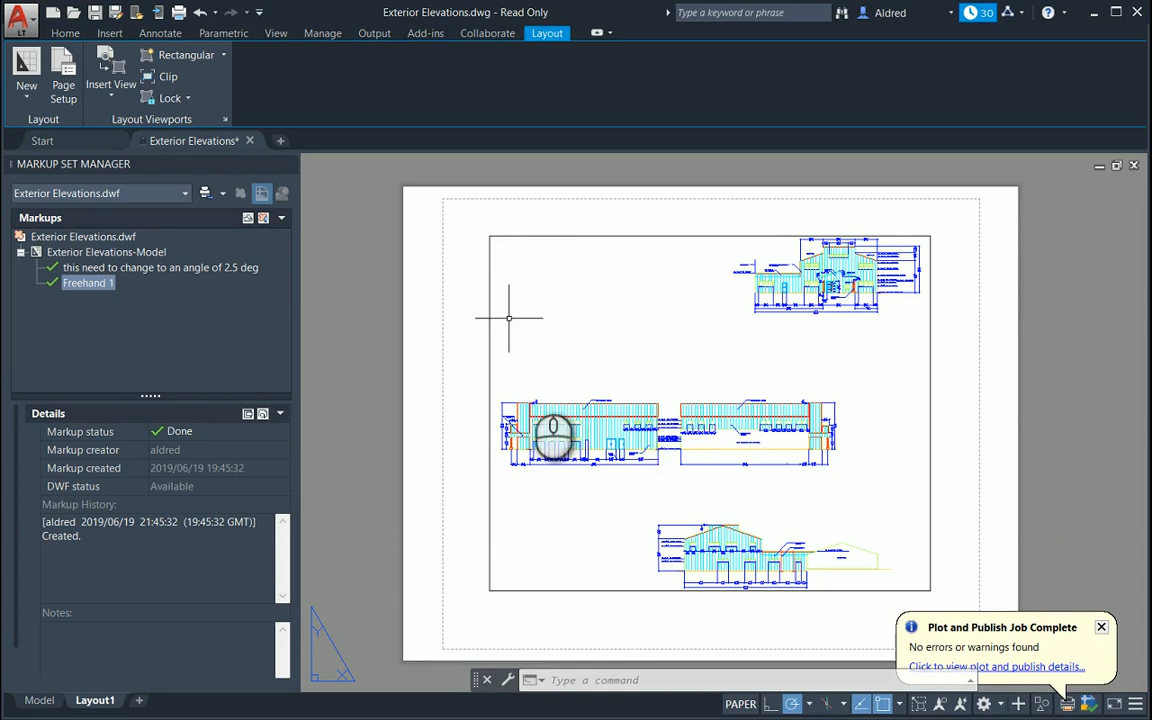 Exterior Elevations.dwg - Read Only
Type a keyword or phrase
Aldred
30
LT
Home Insert Annotate Parametric View Manage Output Add-ins Collaborate Layout
New
Page Setup
Insert View
Rectangular
Clip
Lock
Layout
Layout Viewports
Start
Exterior Elevations*
MARKUP SET MANAGER
Exterior Elevations.dwf
Markups
Exterior Elevations.dwf
Exterior Elevations-Model
this need to change to an angle of 2.5 deg
Freehand 1
Details
Markup status Done
Markup creator aldred
Markup created 2019/06/19 19:45:32
DWF status Available
Markup History:
[aldred 2019/06/19 21:45:32 (19:45:32 GMT)]
Created.
Notes:
Y
X
Plot and Publish Job Complete
No errors or warnings found
Click to view plot and publish details...
Type a command
Model Layout1
PAPER